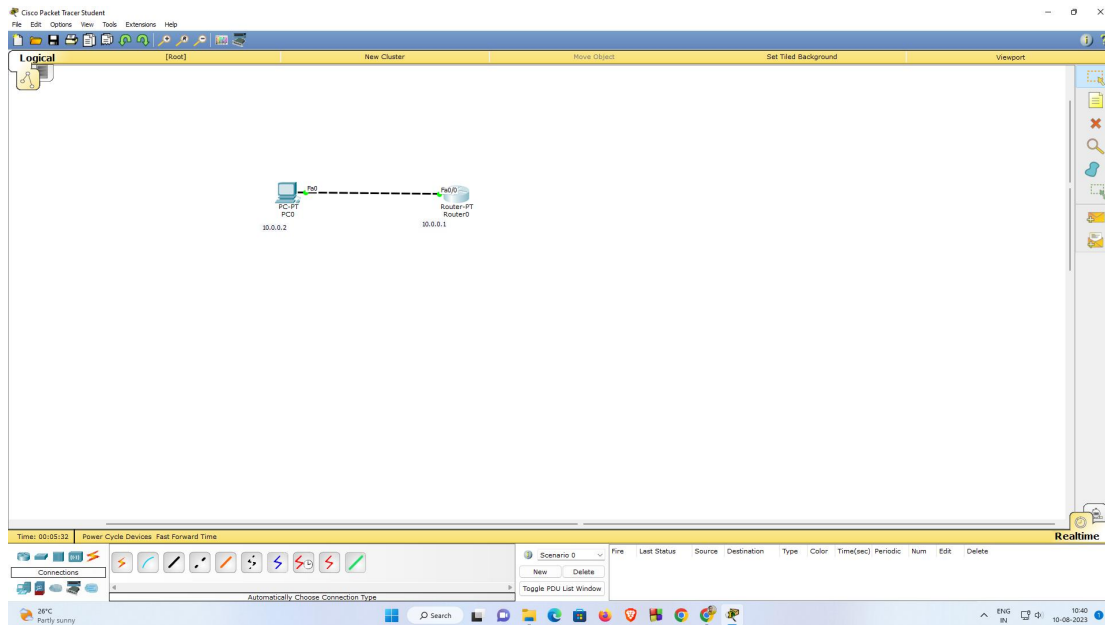 Cisco Packet Tracer Student
File Edit Options View Tools Extensions Help
Logical [Root] New Cluster Move Object Set Tiled Background Viewport
Fa0 Fa0/0
PC-PT Router-PT
PC0 Router0
10.0.0.2 10.0.0.1
Time: 00:05:32 Power Cycle Devices Fast Forward Time Realtime
Scenario 0 Fire Last Status Source Destination Type Color Time(sec) Periodic Num Edit Delete
Connections New Delete
Toggle PDU List Window
Automatically Choose Connection Type
26°C Search ENG 10:40
Partly sunny IN 10-08-2023